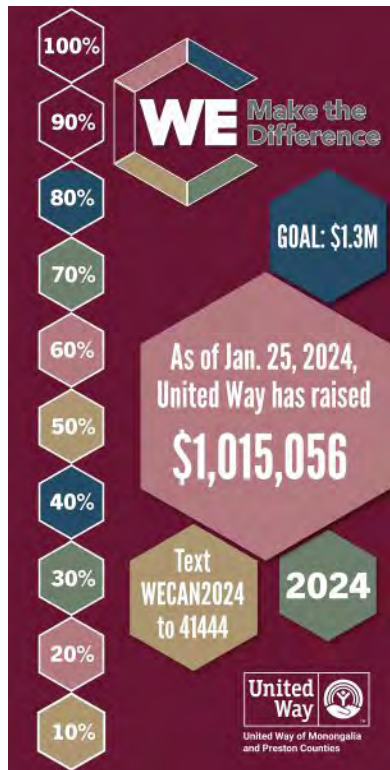 100%
90%
80%
70%
60%
50%
40%
30%
20%
10%
WE Make the
Difference
GOAL: $1.3M
As of Jan. 25, 2024,
United Way has raised
$1,015,056
Text
WECAN2024
to 41444
2024
United
Way
United Way of Monongalia
and Preston Counties